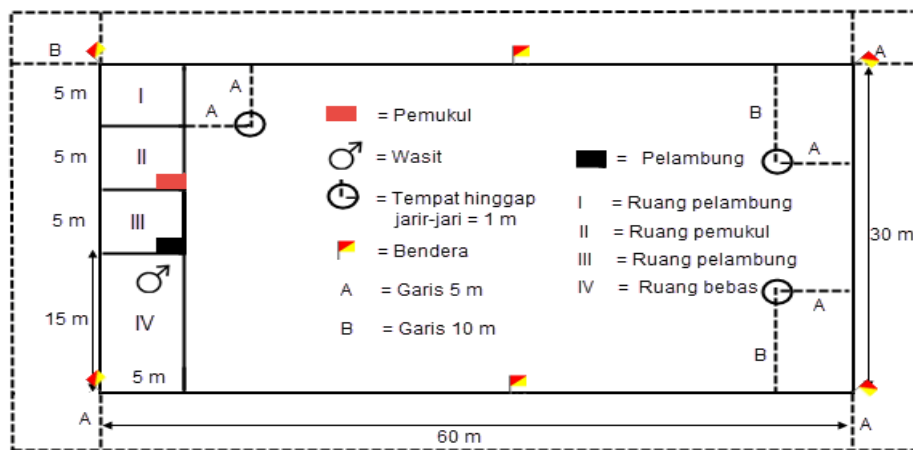 B
A
5 m
I
A
A
B
A
= Pemukul
5 m
II
= Wasit
= Pelambung
= Tempat hinggap
jarir-jari = 1 m
I = Ruang pelambung
5 m
III
II = Ruang pemukul
30 m
= Bendera
III = Ruang pelambung
A = Garis 5 m
IV = Ruang bebas
A
15 m
IV
B = Garis 10 m
B
5 m
A
60 m
A